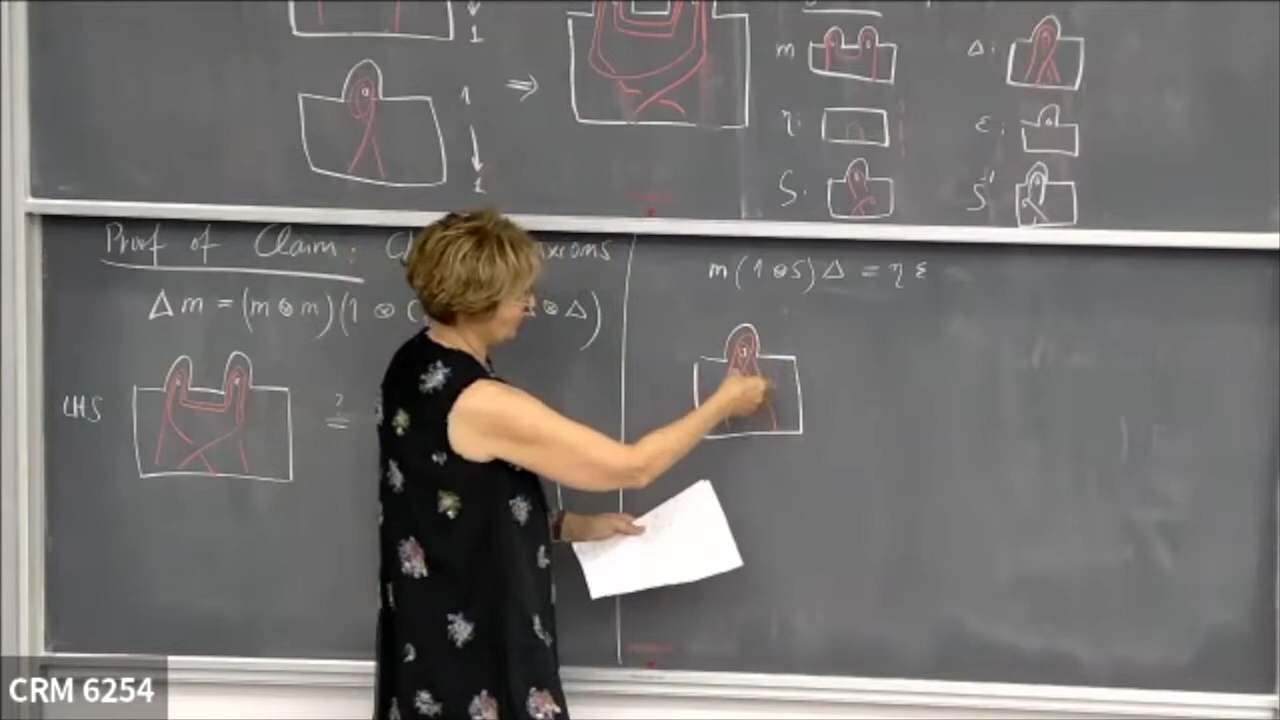 1
1
⇒
1
m
Δ:
η:
ε:
S.
S⁻¹
Proof of Claim:
Δ m = (m ⊗ m)(1 ⊗ ⊗ Δ)
LHS
?
=
m(1 ⊗ S)Δ = η ε
CRM 6254